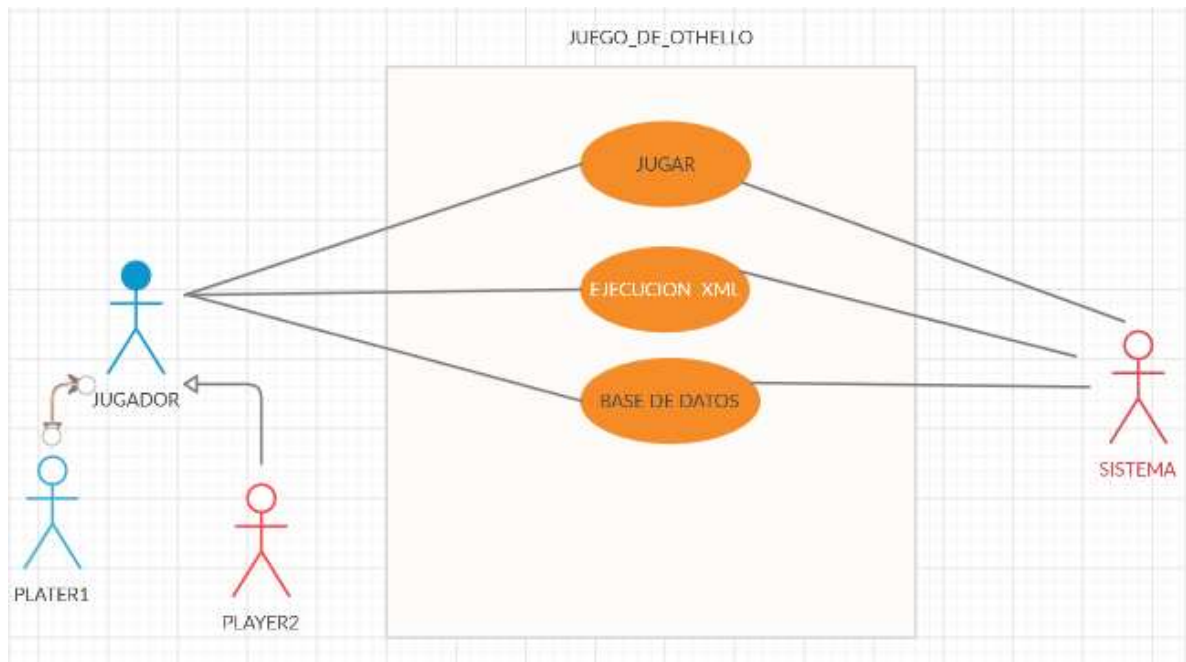 JUEGO_DE_OTHELLO
JUGAR
EJECUCION XML
BASE DE DATOS
JUGADOR
SISTEMA
PLATER1
PLAYER2